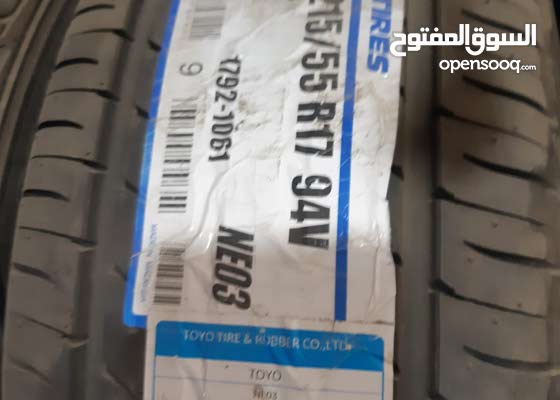 السوق المفتوح
opensooq.com
TIRES
215/55 R17 94V
1792-1061
9
NE03
TOYO TIRE & RUBBER CO.,LTD.
TOYO
NE03